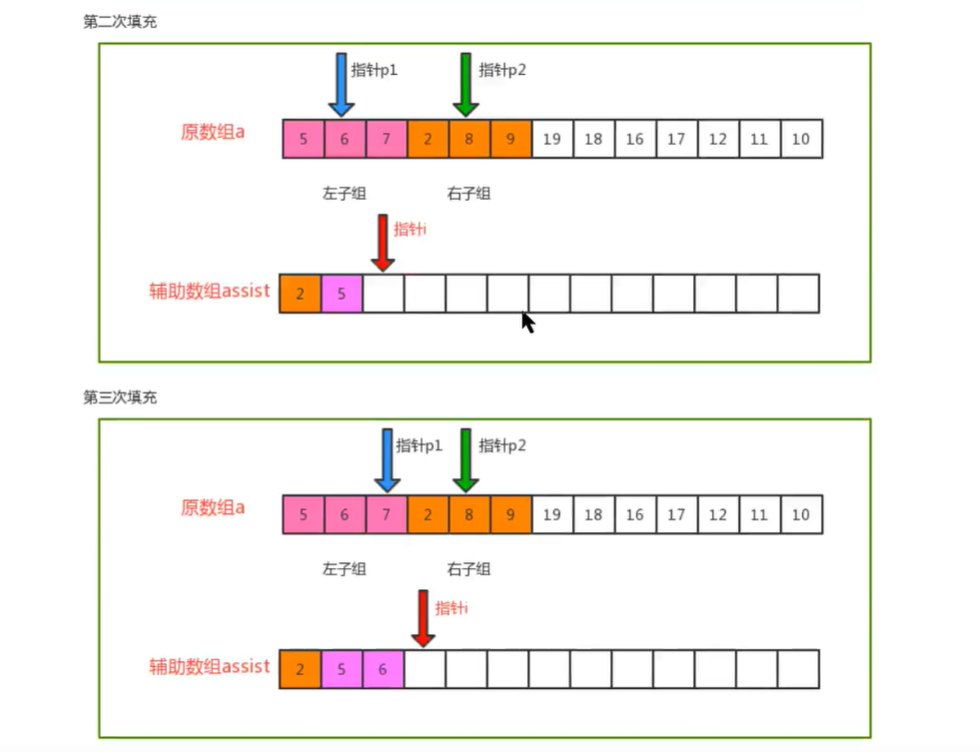 第二次填充
指针p1 指针p2
原数组a 5 6 7 2 8 9 19 18 16 17 12 11 10
左子组 右子组
指针i
辅助数组assist 2 5
第三次填充
指针p1 指针p2
原数组a 5 6 7 2 8 9 19 18 16 17 12 11 10
左子组 右子组
指针i
辅助数组assist 2 5 6